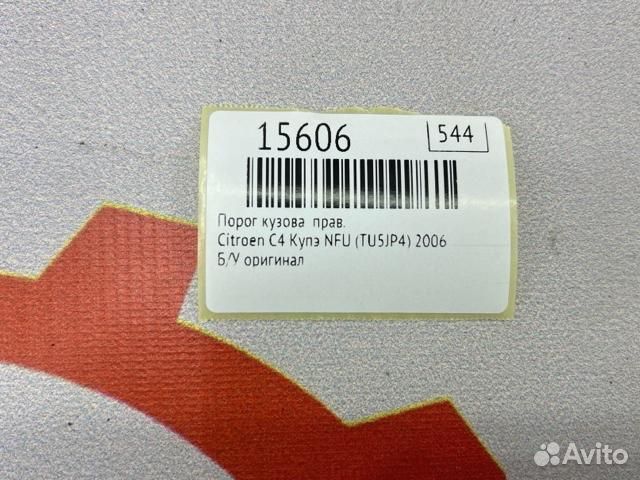 15606
544
Порог кузова прав.
Citroen C4 Купэ NFU (TU5JP4) 2006
Б/У оригинал
Avito